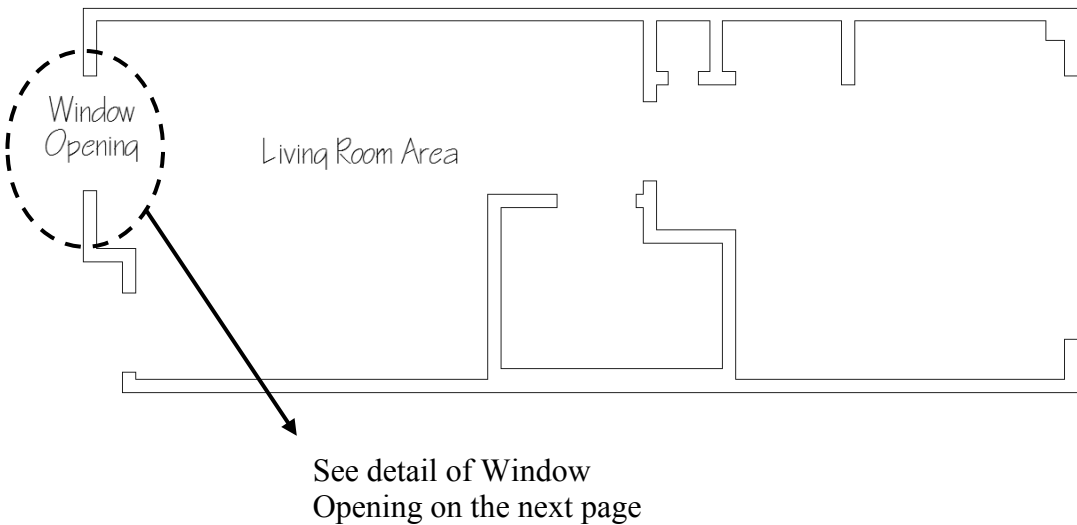 Window
Opening
Living Room Area
See detail of Window
Opening on the next page